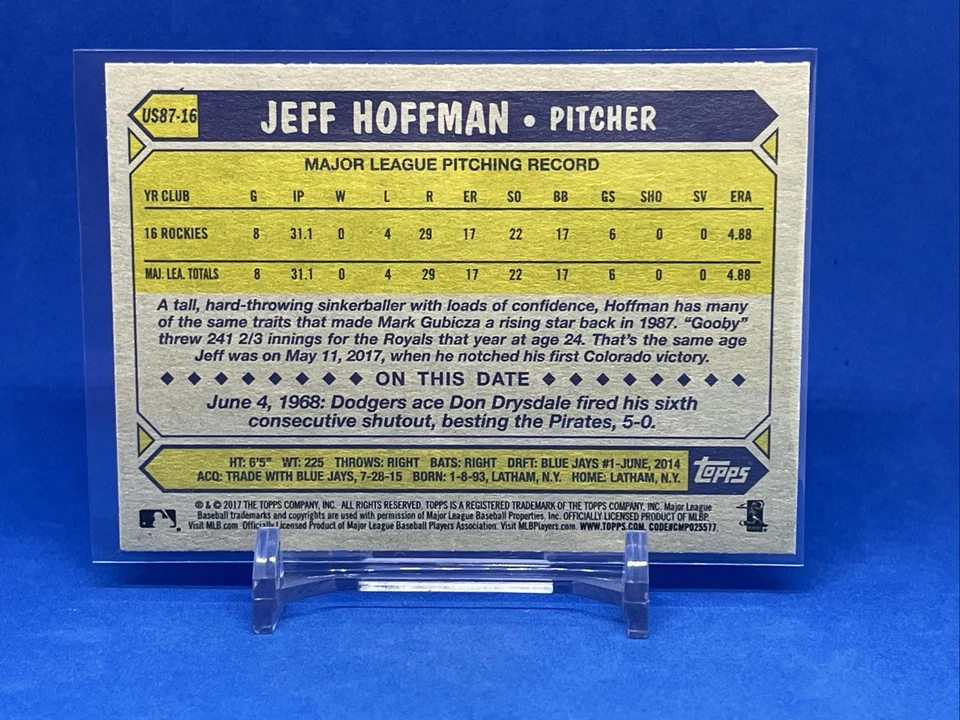 US87-16
JEFF HOFFMAN • PITCHER
MAJOR LEAGUE PITCHING RECORD
YR CLUB G IP W L R ER SO BB GS SHO SV ERA
16 ROCKIES 8 31.1 0 4 29 17 22 17 6 0 0 4.88
MAJ. LEA. TOTALS 8 31.1 0 4 29 17 22 17 6 0 0 4.88
A tall, hard-throwing sinkerballer with loads of confidence, Hoffman has many
of the same traits that made Mark Gubicza a rising star back in 1987. “Gooby”
threw 241 2/3 innings for the Royals that year at age 24. That's the same age
Jeff was on May 11, 2017, when he notched his first Colorado victory.
ON THIS DATE
June 4, 1968: Dodgers ace Don Drysdale fired his sixth
consecutive shutout, besting the Pirates, 5-0.
HT: 6'5" WT: 225 THROWS: RIGHT BATS: RIGHT DRFT: BLUE JAYS #1-JUNE, 2014
ACQ: TRADE WITH BLUE JAYS, 7-28-15 BORN: 1-8-93, LATHAM, N.Y. HOME: LATHAM, N.Y.
topps
® & © 2017 THE TOPPS COMPANY, INC. ALL RIGHTS RESERVED, TOPPS IS A REGISTERED TRADEMARK OF THE TOPPS COMPANY, INC. Major League
Baseball trademarks and copyrights are used with permission of Major League Baseball Properties, Inc. OFFICIALLY LICENSED PRODUCT OF MLBP.
Visit MLB.com. Officially Licensed Product of Major League Baseball Players Association. Visit MLBPlayers.com. WWW.TOPPS.COM. CODE#CMP025577.